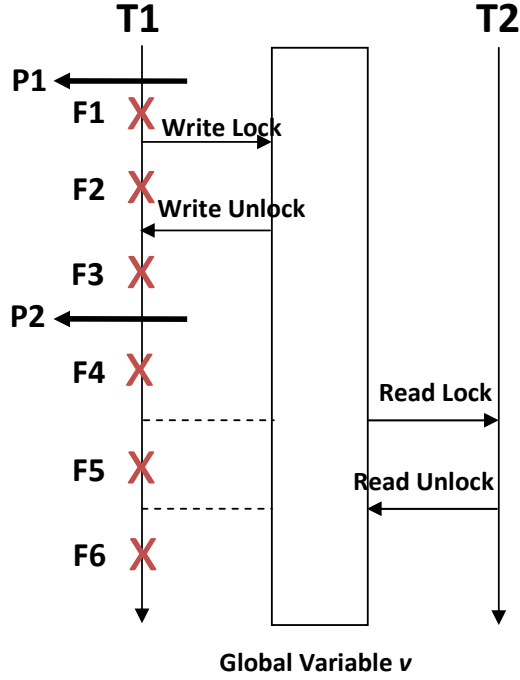 T1 T2
P1
F1
Write Lock
F2
Write Unlock
F3
P2
F4
Read Lock
F5
Read Unlock
F6
Global Variable v